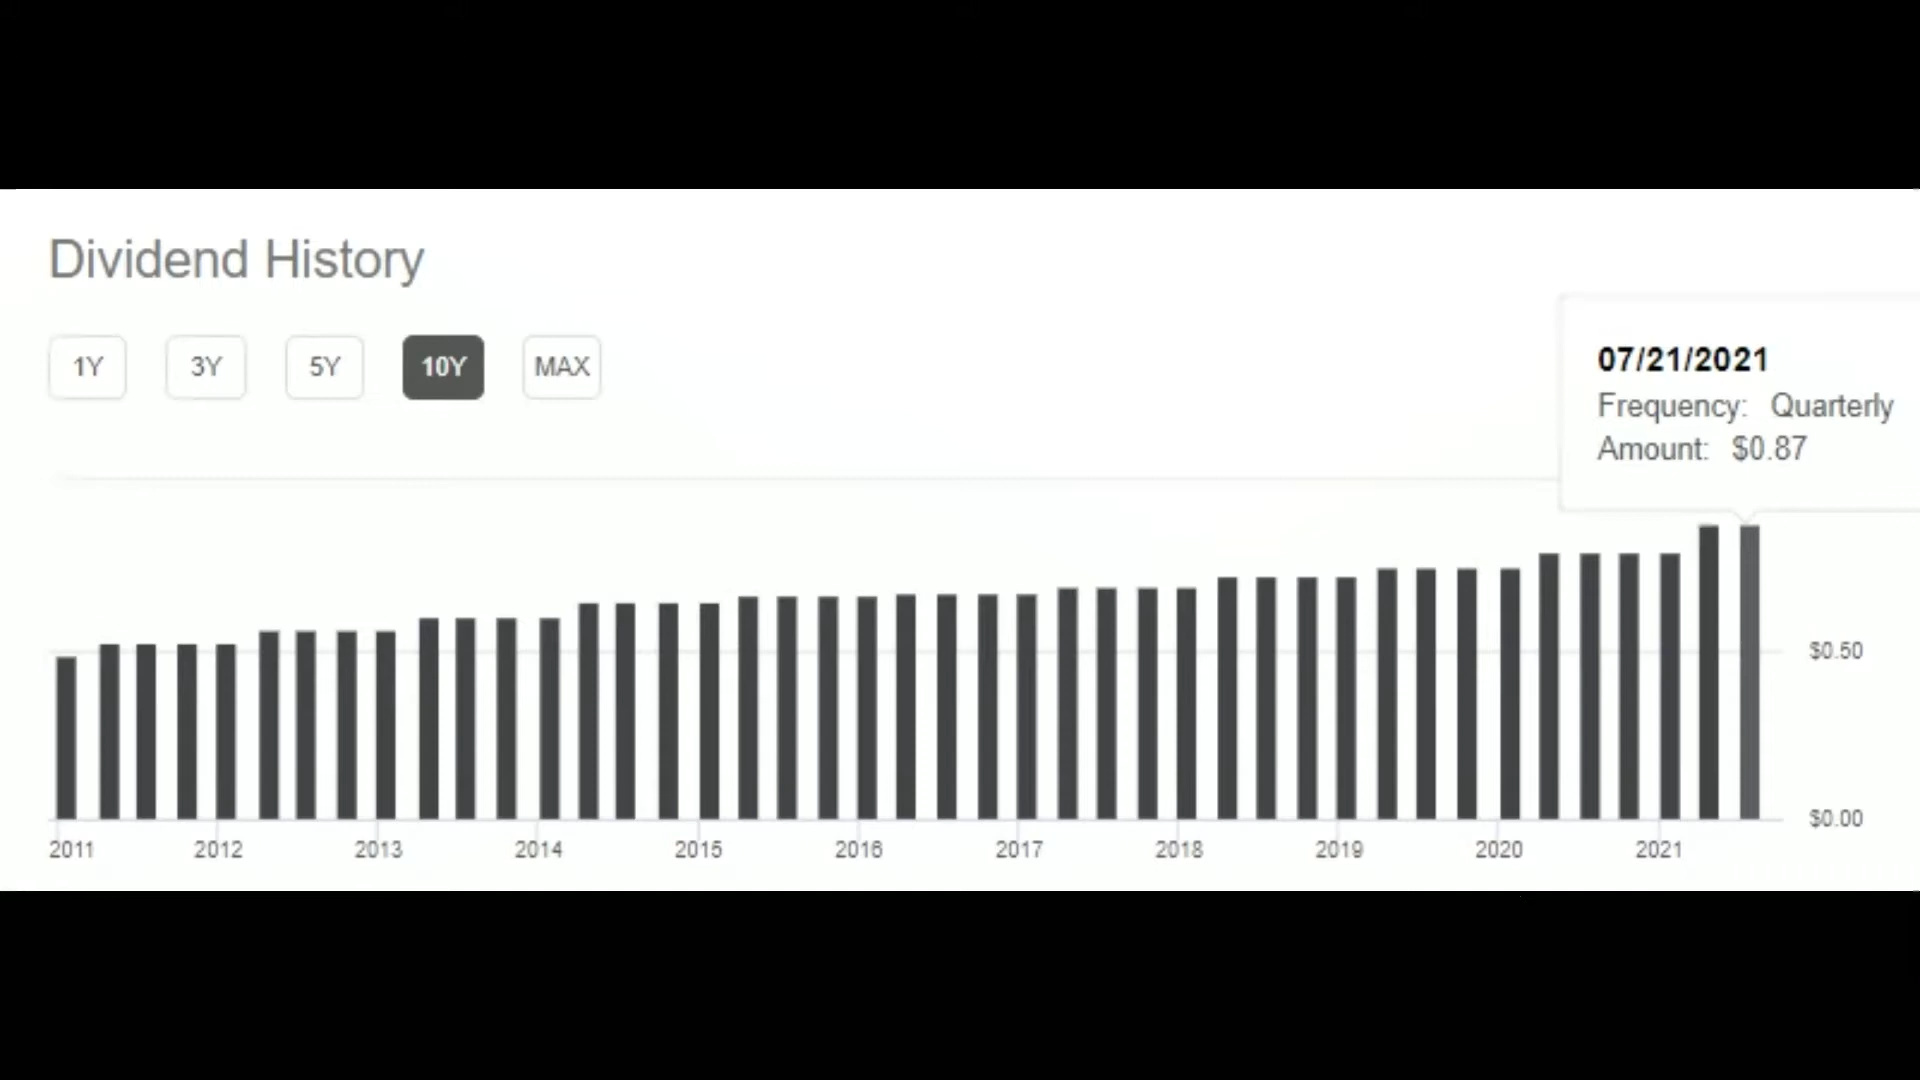 Dividend History
1Y 3Y 5Y 10Y MAX
07/21/2021
Frequency: Quarterly
Amount: $0.87
$0.50
$0.00
2011 2012 2013 2014 2015 2016 2017 2018 2019 2020 2021